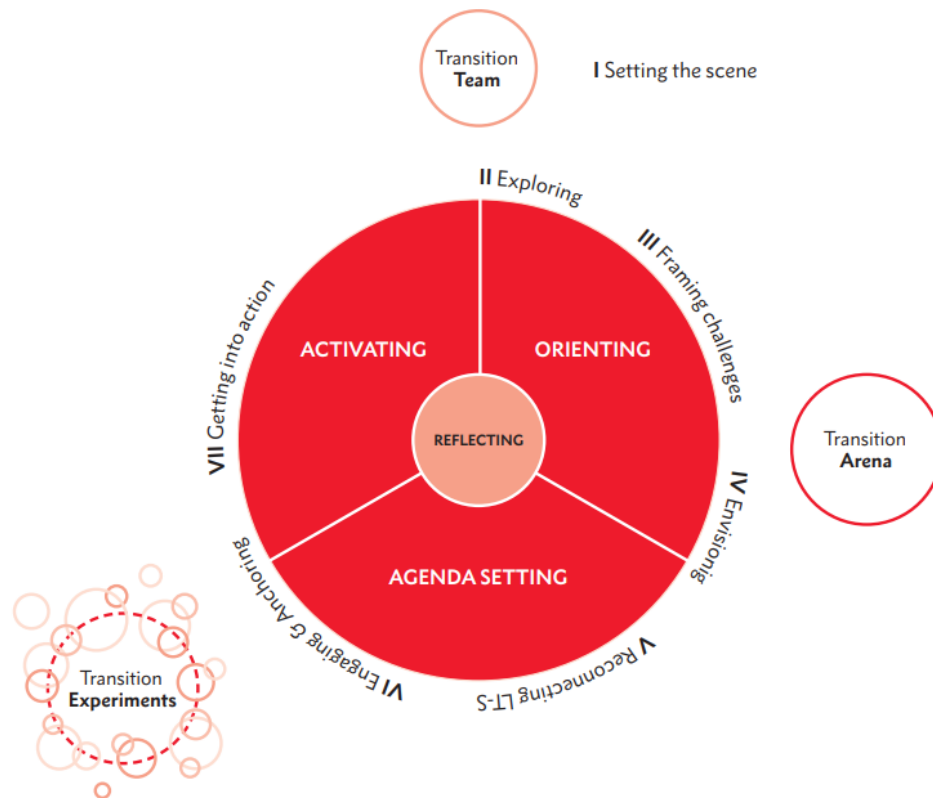 Transition
Team
I Setting the scene
II Exploring
III Framing challenges
IV Envisionig
V Reconnecting LT-S
VI Engaging & Anchoring
VII Getting into action
ACTIVATING
ORIENTING
REFLECTING
AGENDA SETTING
Transition
Arena
Transition
Experiments